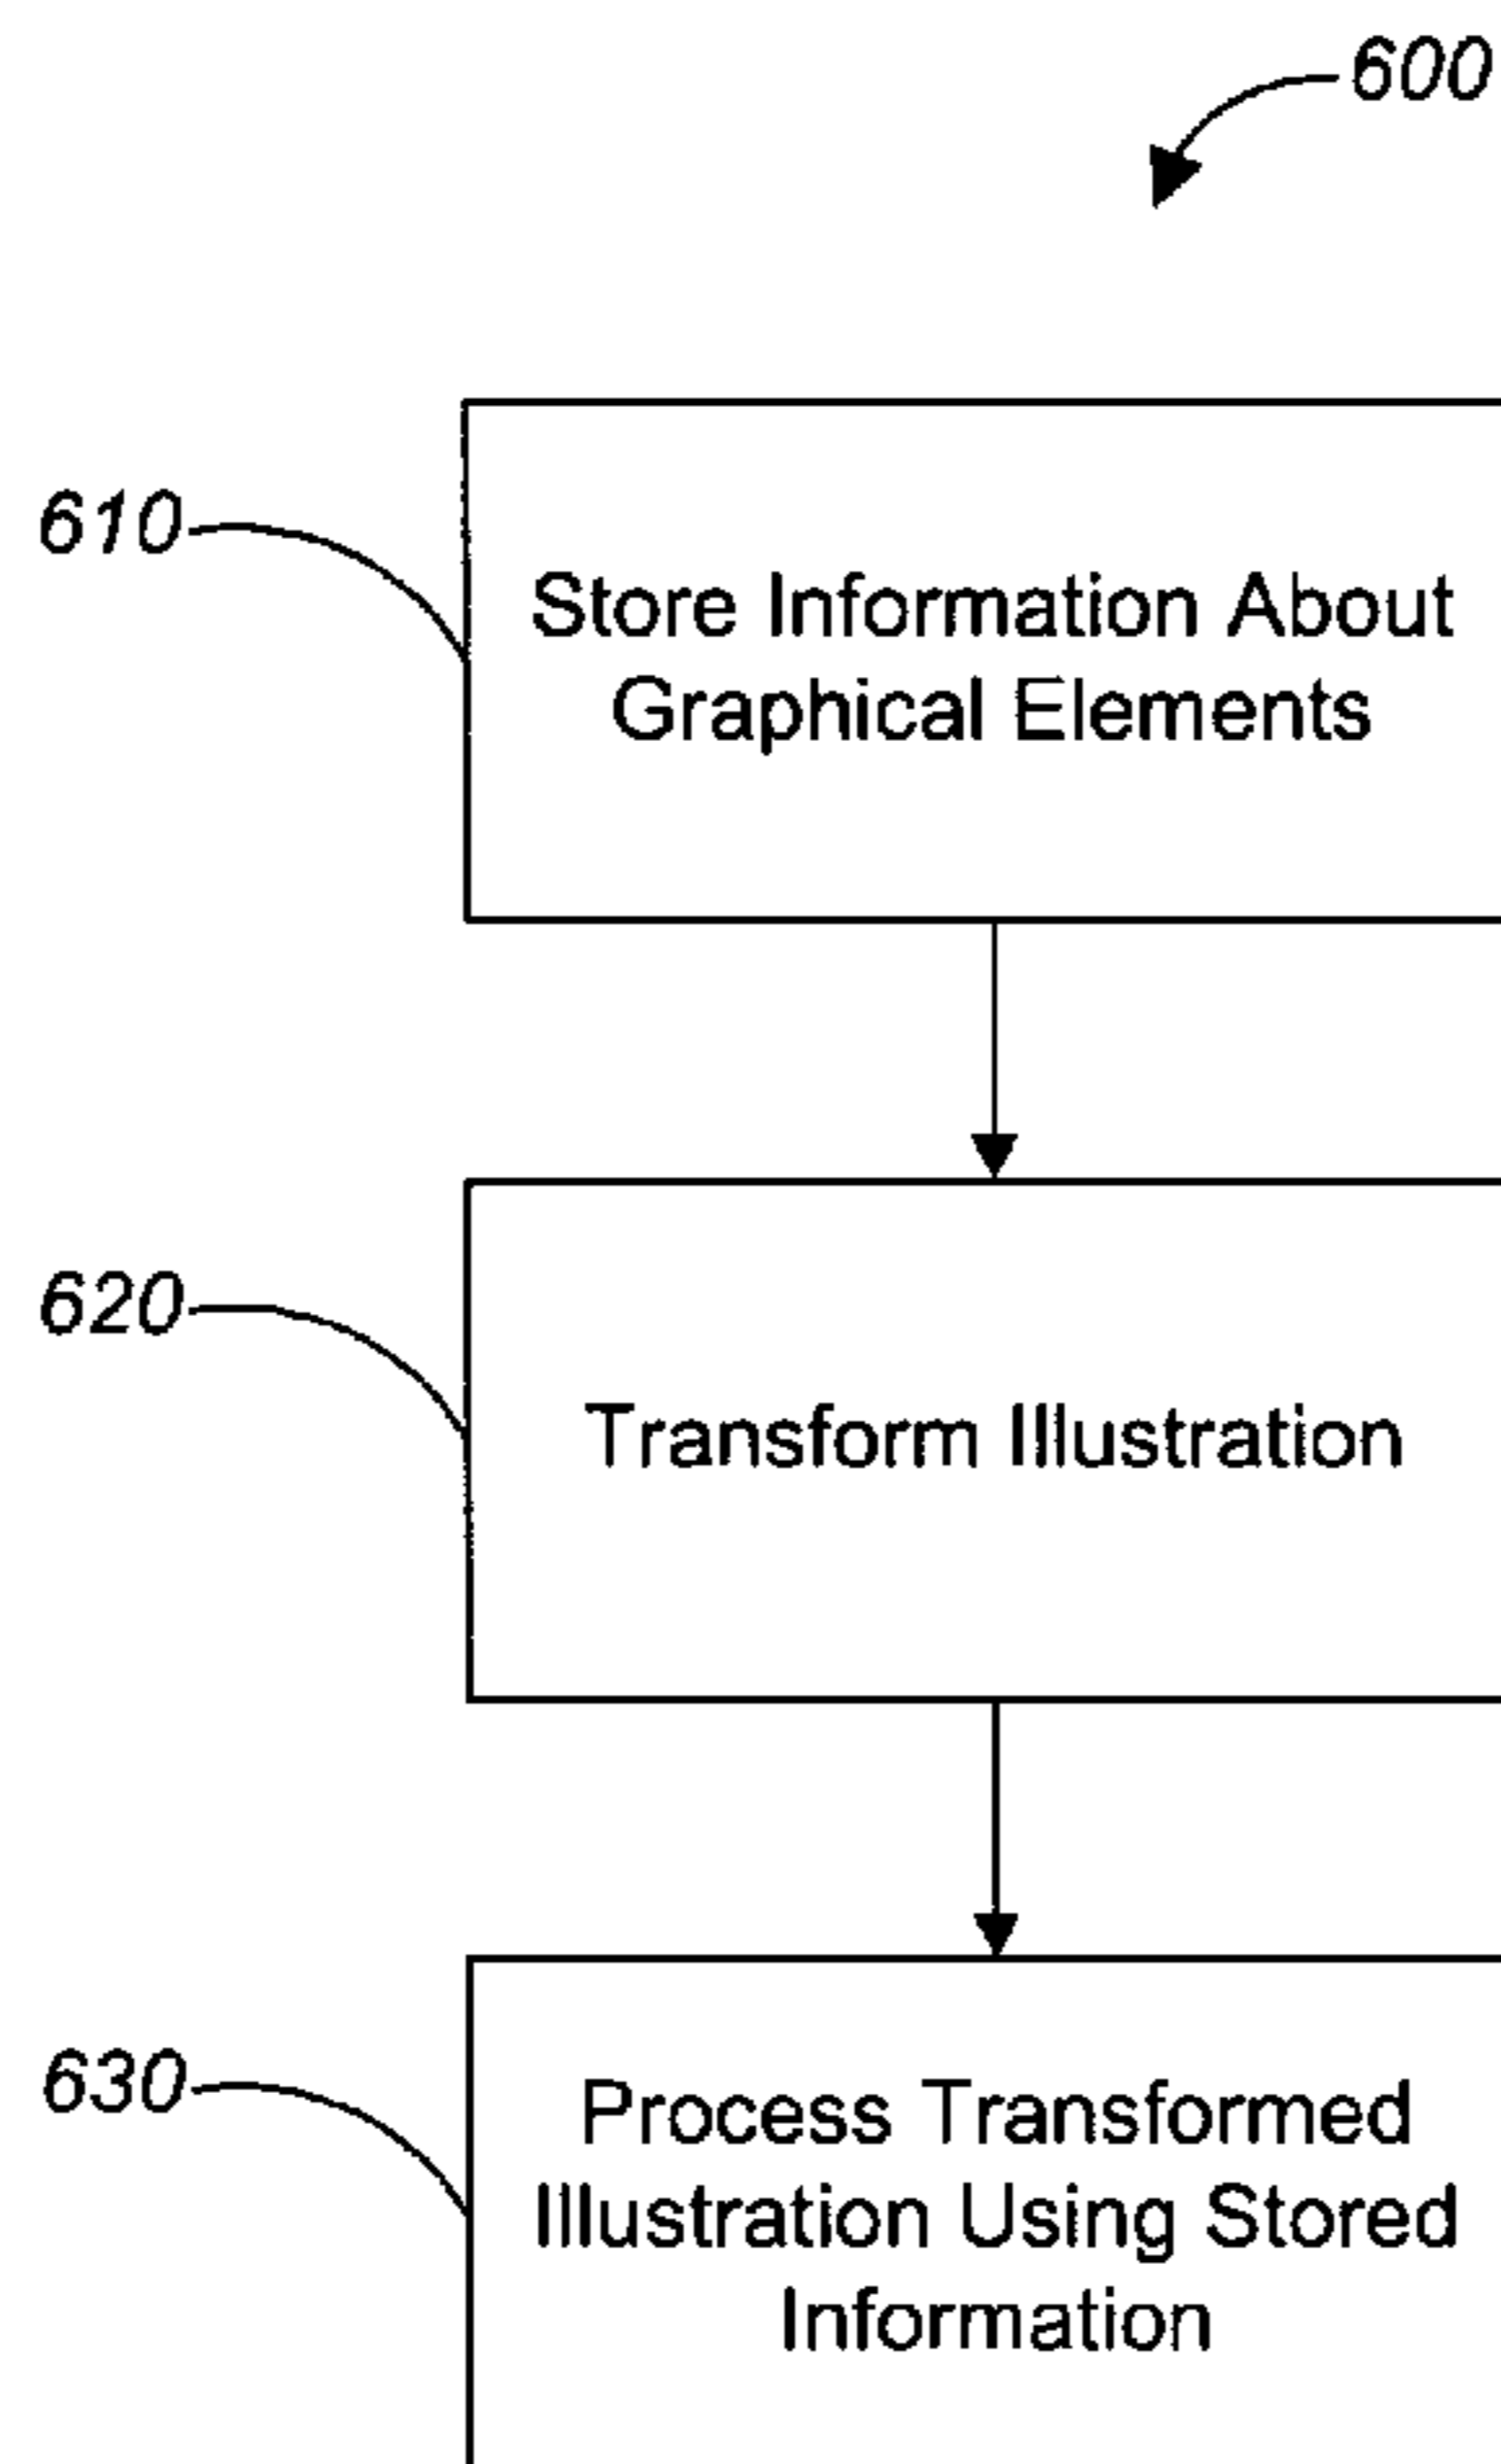 600
610
Store Information About
Graphical Elements
620
Transform Illustration
630
Process Transformed
Illustration Using Stored
Information